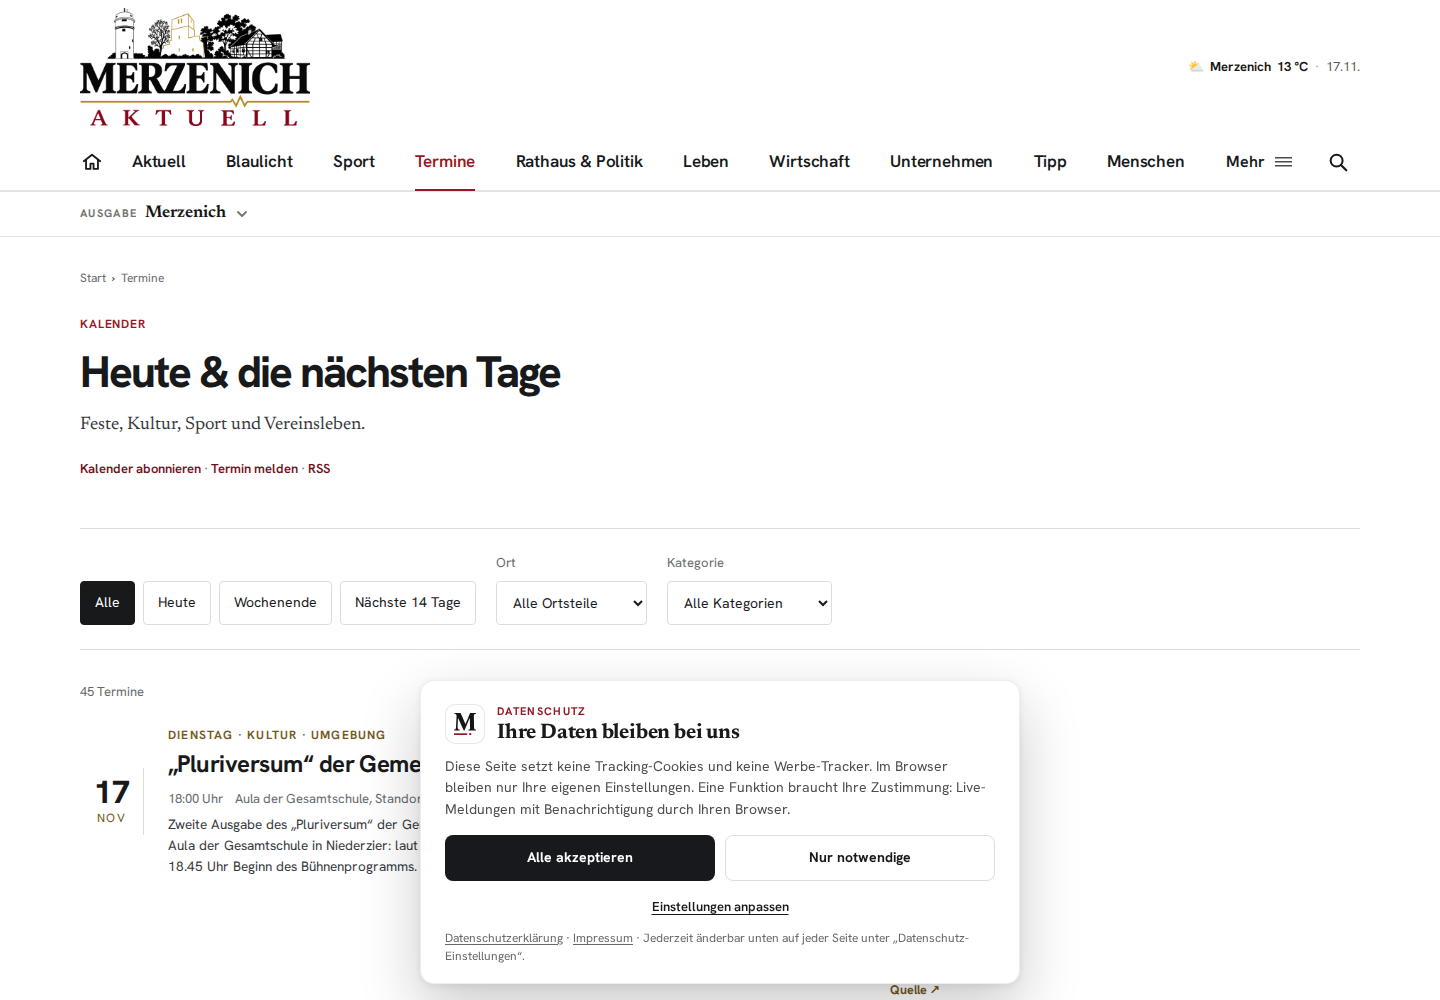 MERZENICH
AKTUELL
Merzenich 13 °C · 17.11.
Aktuell Blaulicht Sport Termine Rathaus & Politik Leben Wirtschaft Unternehmen Tipp Menschen Mehr
AUSGABE Merzenich
Start › Termine
KALENDER
Heute & die nächsten Tage
Feste, Kultur, Sport und Vereinsleben.
Kalender abonnieren · Termin melden · RSS
Ort Kategorie
Alle Heute Wochenende Nächste 14 Tage Alle Ortsteile Alle Kategorien
45 Termine
DIENSTAG · KULTUR · UMGEBUNG
„Pluriversum“ der Geme
17
NOV
18:00 Uhr Aula der Gesamtschule, Standor
Zweite Ausgabe des „Pluriversum“ der Ge
Aula der Gesamtschule in Niederzier: laut
18.45 Uhr Beginn des Bühnenprogramms.
M
DATENSCHUTZ
Ihre Daten bleiben bei uns
Diese Seite setzt keine Tracking-Cookies und keine Werbe-Tracker. Im Browser
bleiben nur Ihre eigenen Einstellungen. Eine Funktion braucht Ihre Zustimmung: Live-
Meldungen mit Benachrichtigung durch Ihren Browser.
Alle akzeptieren Nur notwendige
Einstellungen anpassen
Datenschutzerklärung · Impressum · Jederzeit änderbar unten auf jeder Seite unter „Datenschutz-
Einstellungen“.
Quelle ↗